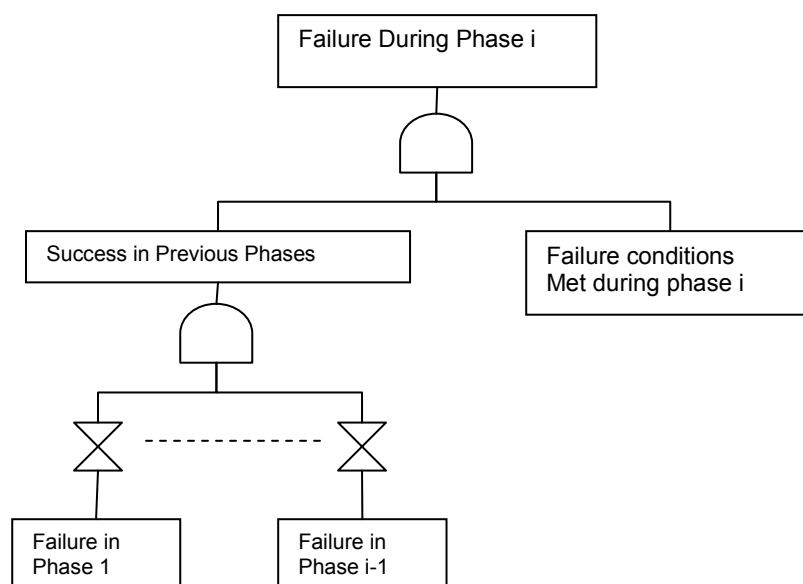 Failure During Phase i
Success in Previous Phases
Failure conditions
Met during phase i
Failure in
Phase 1
Failure in
Phase i-1